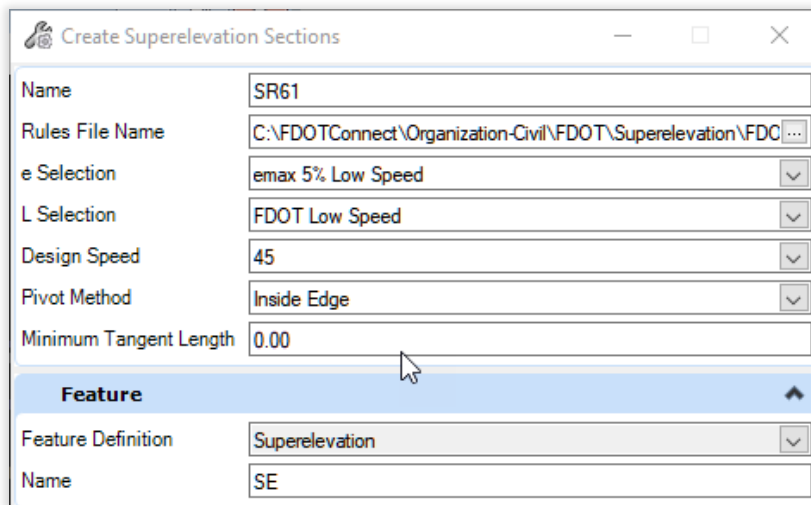 Create Superelevation Sections
Name SR61
Rules File Name C:\FDOTConnect\Organization-Civil\FDOT\Superelevation\FDO ...
e Selection emax 5% Low Speed
L Selection FDOT Low Speed
Design Speed 45
Pivot Method Inside Edge
Minimum Tangent Length 0.00
Feature
Feature Definition Superelevation
Name SE